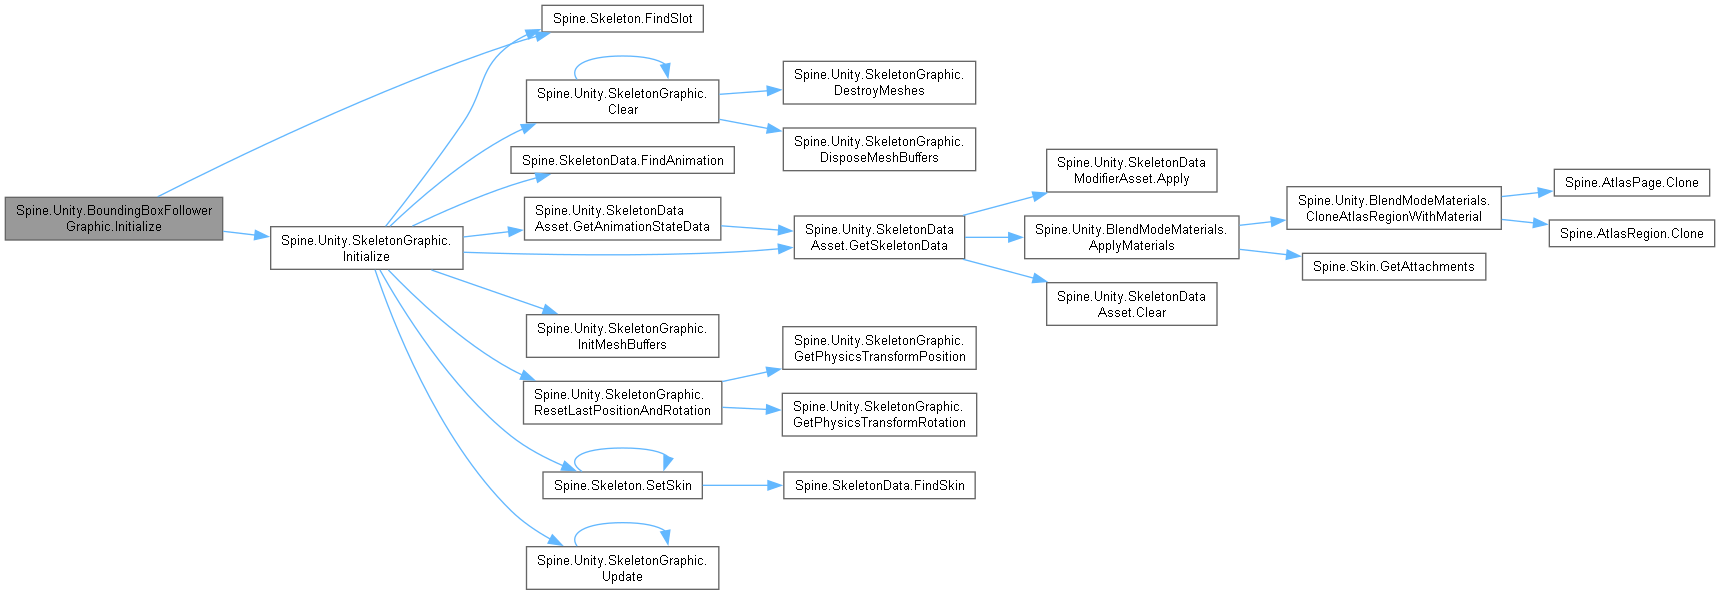 Spine.Unity.BoundingBoxFollower
Graphic.Initialize
Spine.Skeleton.FindSlot
Spine.Unity.SkeletonGraphic.
Initialize
Spine.Unity.SkeletonGraphic.
Clear
Spine.Unity.SkeletonGraphic.
DestroyMeshes
Spine.Unity.SkeletonGraphic.
DisposeMeshBuffers
Spine.SkeletonData.FindAnimation
Spine.Unity.SkeletonData
Asset.GetAnimationStateData
Spine.Unity.SkeletonData
Asset.GetSkeletonData
Spine.Unity.SkeletonData
ModifierAsset.Apply
Spine.Unity.BlendModeMaterials.
ApplyMaterials
Spine.Unity.BlendModeMaterials.
CloneAtlasRegionWithMaterial
Spine.AtlasPage.Clone
Spine.AtlasRegion.Clone
Spine.Skin.GetAttachments
Spine.Unity.SkeletonData
Asset.Clear
Spine.Unity.SkeletonGraphic.
InitMeshBuffers
Spine.Unity.SkeletonGraphic.
ResetLastPositionAndRotation
Spine.Unity.SkeletonGraphic.
GetPhysicsTransformPosition
Spine.Unity.SkeletonGraphic.
GetPhysicsTransformRotation
Spine.Skeleton.SetSkin
Spine.SkeletonData.FindSkin
Spine.Unity.SkeletonGraphic.
Update